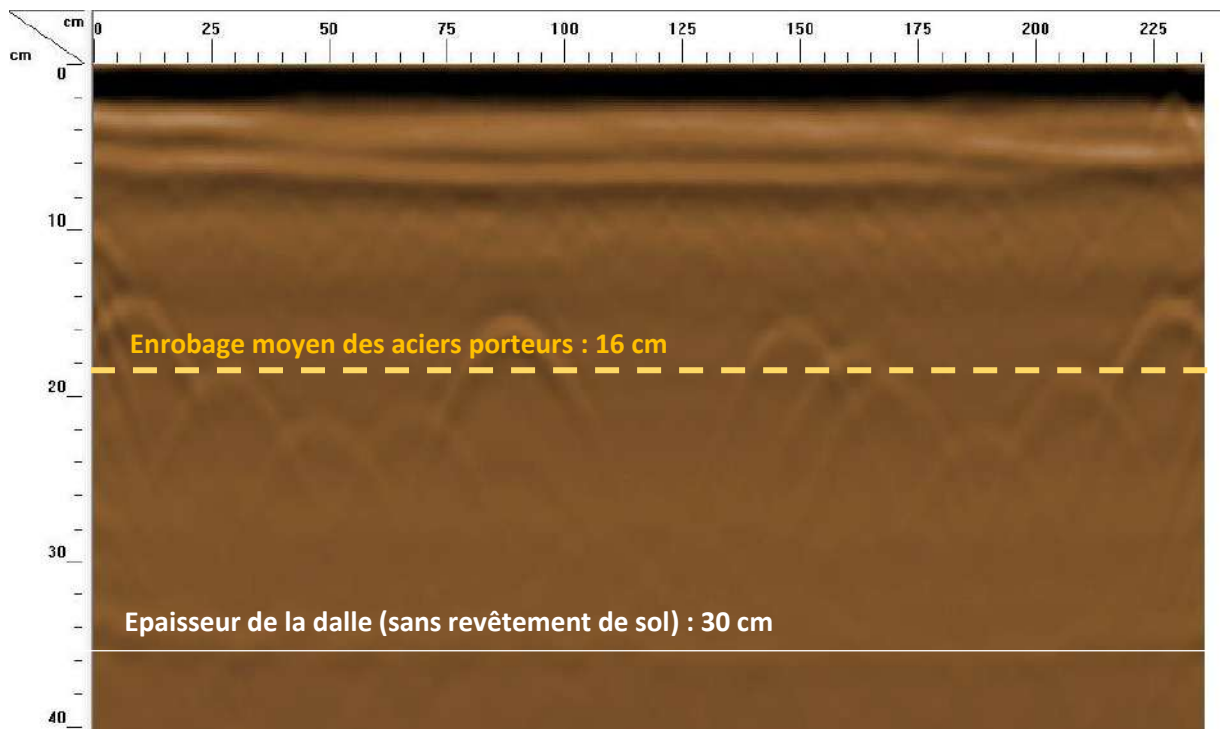 cm 0 25 50 75 100 125 150 175 200 225
cm
0
10
Enrobage moyen des aciers porteurs : 16 cm
20
30
Epaisseur de la dalle (sans revêtement de sol) : 30 cm
40